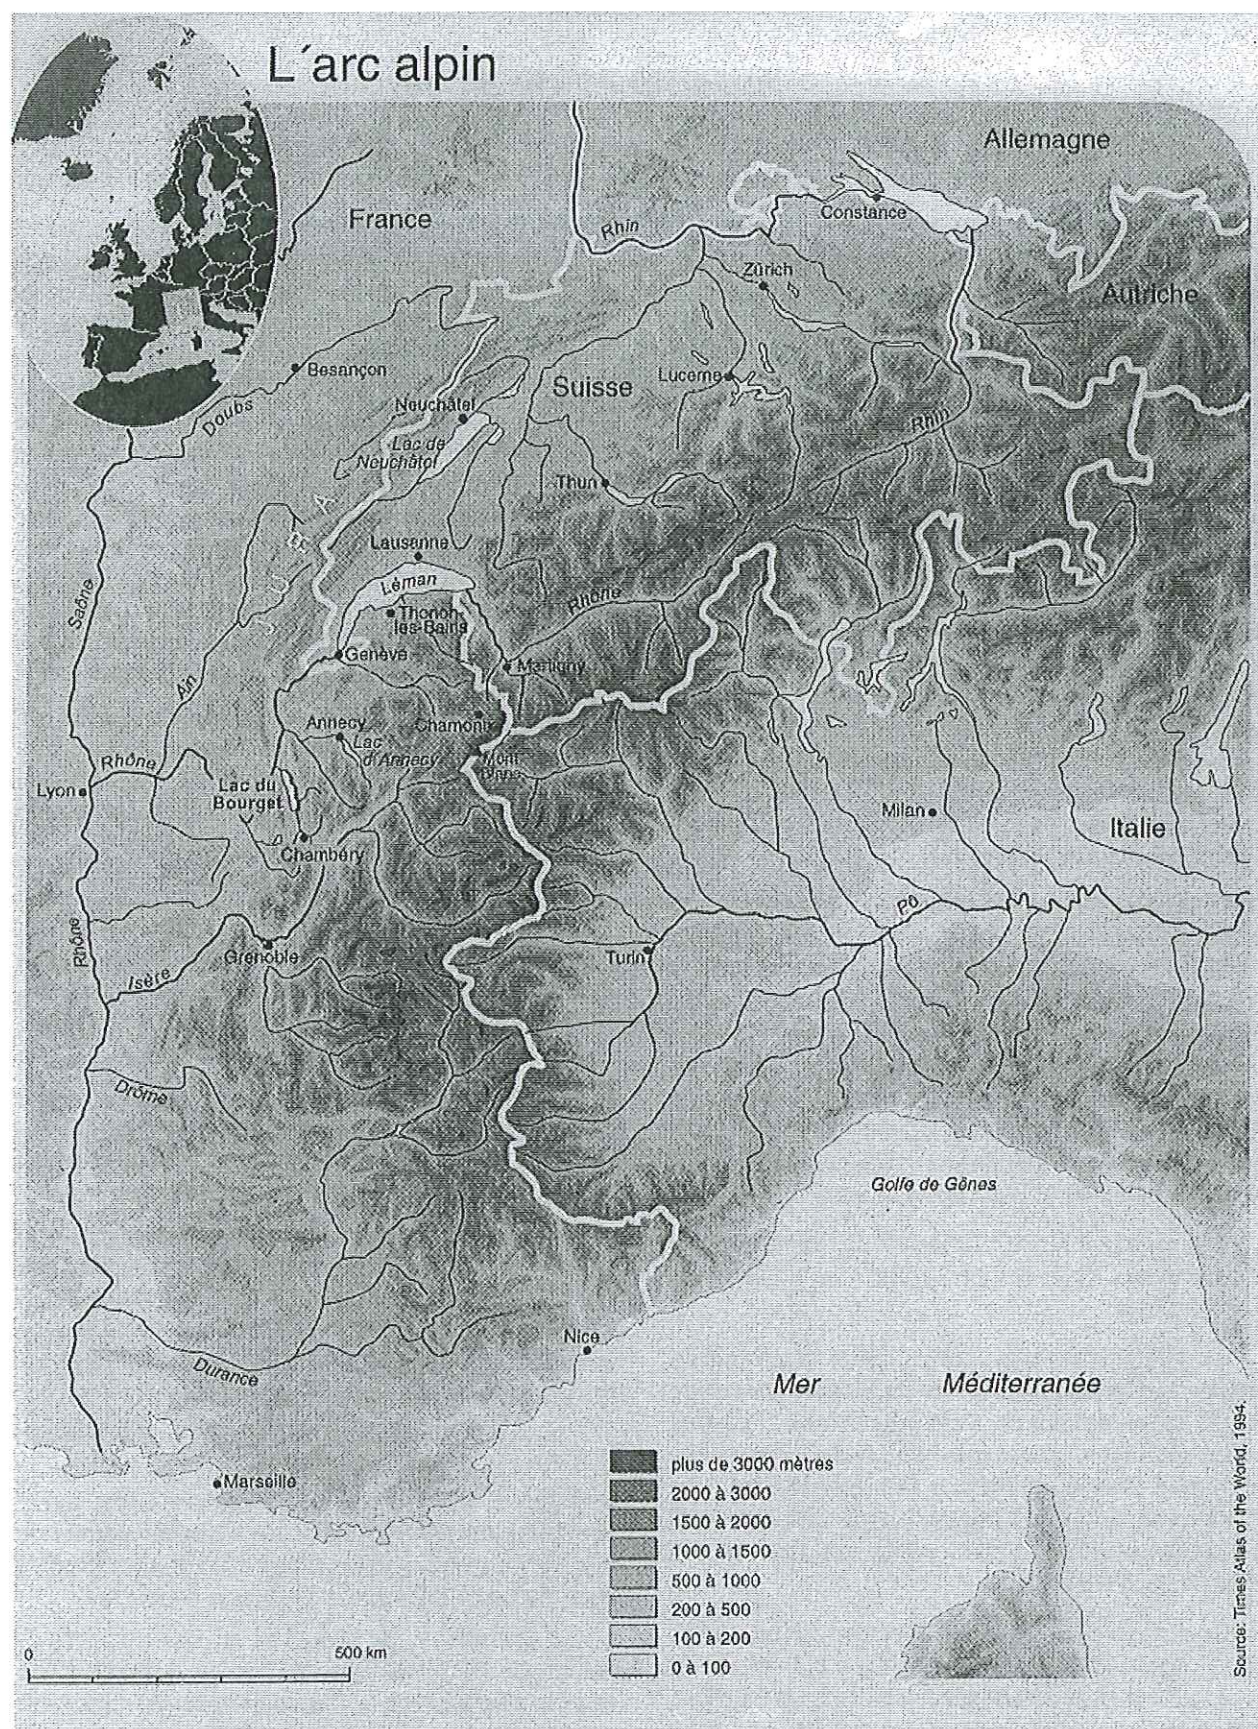 L´arc alpin
Allemagne
France
Rhin
Constance
Zürich
Autriche
Besançon
Doubs
Suisse
Lucerne
Neuchâtel
Lac de
Neuchâtel
Rhin
Thun
JURA
Lausanne
Léman
Thonon-
les-Bains
Rhône
Saône
Genève
Martigny
Ain
Annecy
Lac
d'Annecy
Chamonix
Mont
Blanc
Rhône
Lyon
Lac du
Bourget
Milan
Italie
Chambéry
Pô
Rhône
Isère
Grenoble
Turin
Drôme
Golfe de Gênes
Nice
Durance
Mer Méditerranée
Marseille
plus de 3000 mètres
2000 à 3000
1500 à 2000
1000 à 1500
500 à 1000
200 à 500
100 à 200
0 à 100
0 500 km
Source: Times Atlas of the World, 1994.